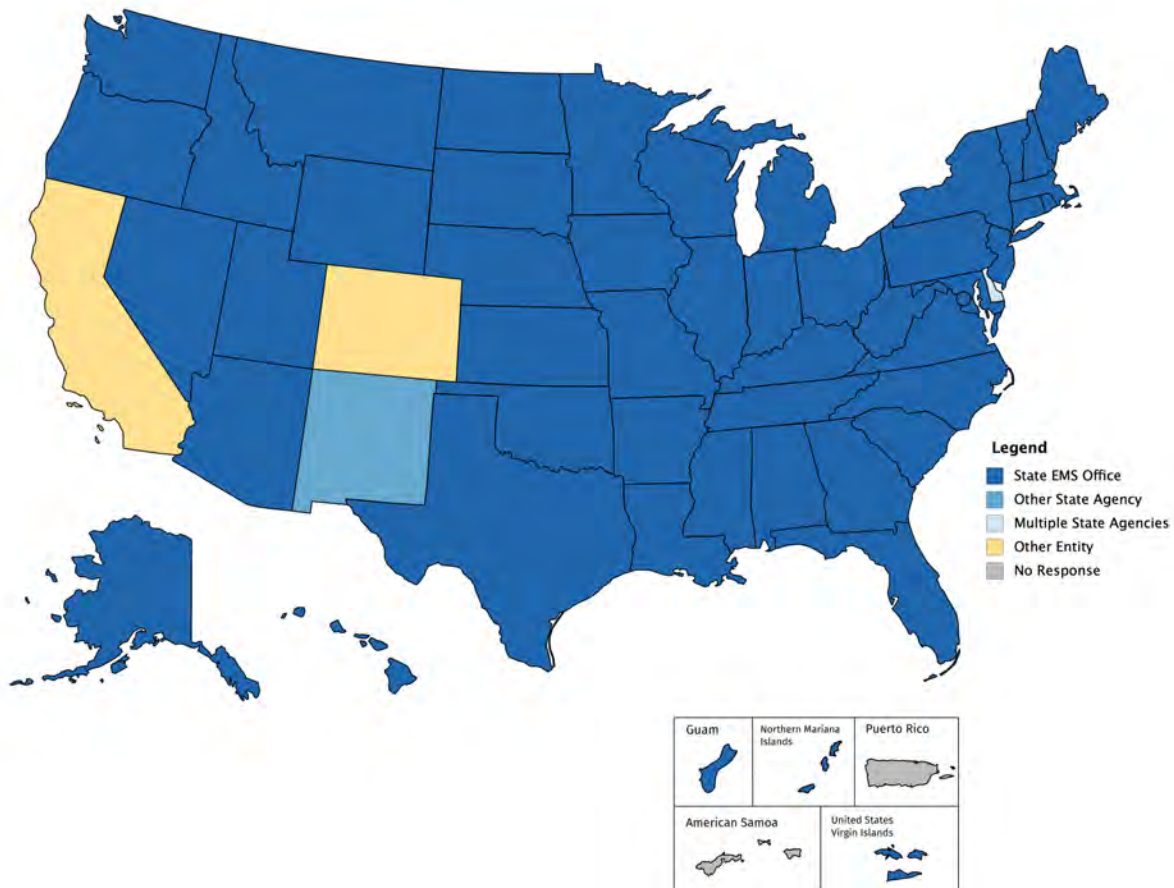 Legend
State EMS Office
Other State Agency
Multiple State Agencies
Other Entity
No Response
Guam
Northern Mariana
Islands
Puerto Rico
American Samoa
United States
Virgin Islands